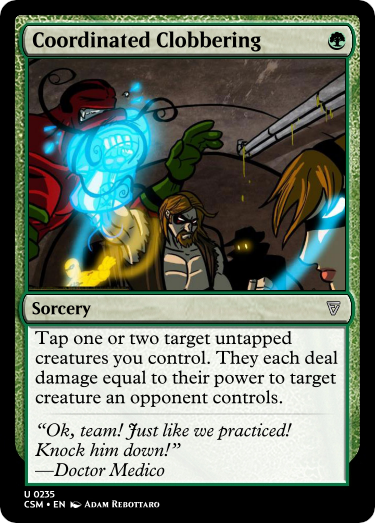 Coordinated Clobbering
Sorcery
Tap one or two target untapped
creatures you control. They each deal
damage equal to their power to target
creature an opponent controls.
“Ok, team! Just like we practiced!
Knock him down!”
—Doctor Medico
U 0235
CSM • EN Adam Rebottaro